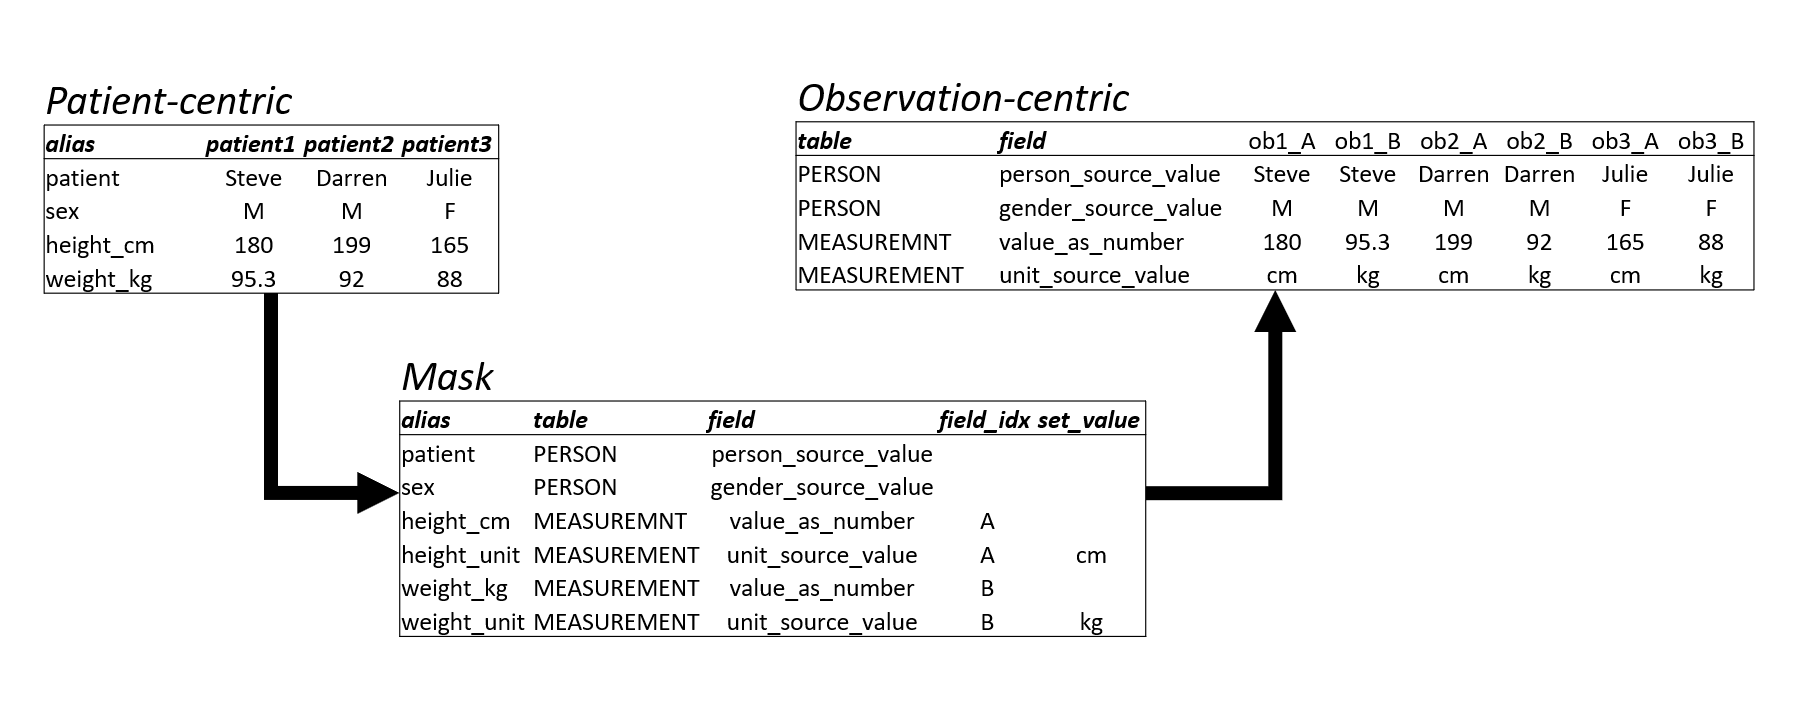 Patient-centric
alias patient1 patient2 patient3
patient Steve Darren Julie
sex M M F
height_cm 180 199 165
weight_kg 95.3 92 88
Observation-centric
table field ob1_A ob1_B ob2_A ob2_B ob3_A ob3_B
PERSON person_source_value Steve Steve Darren Darren Julie Julie
PERSON gender_source_value M M M M F F
MEASUREMNT value_as_number 180 95.3 199 92 165 88
MEASUREMENT unit_source_value cm kg cm kg cm kg
Mask
alias table field field_idx set_value
patient PERSON person_source_value
sex PERSON gender_source_value
height_cm MEASUREMNT value_as_number A
height_unit MEASUREMENT unit_source_value A cm
weight_kg MEASUREMENT value_as_number B
weight_unit MEASUREMENT unit_source_value B kg